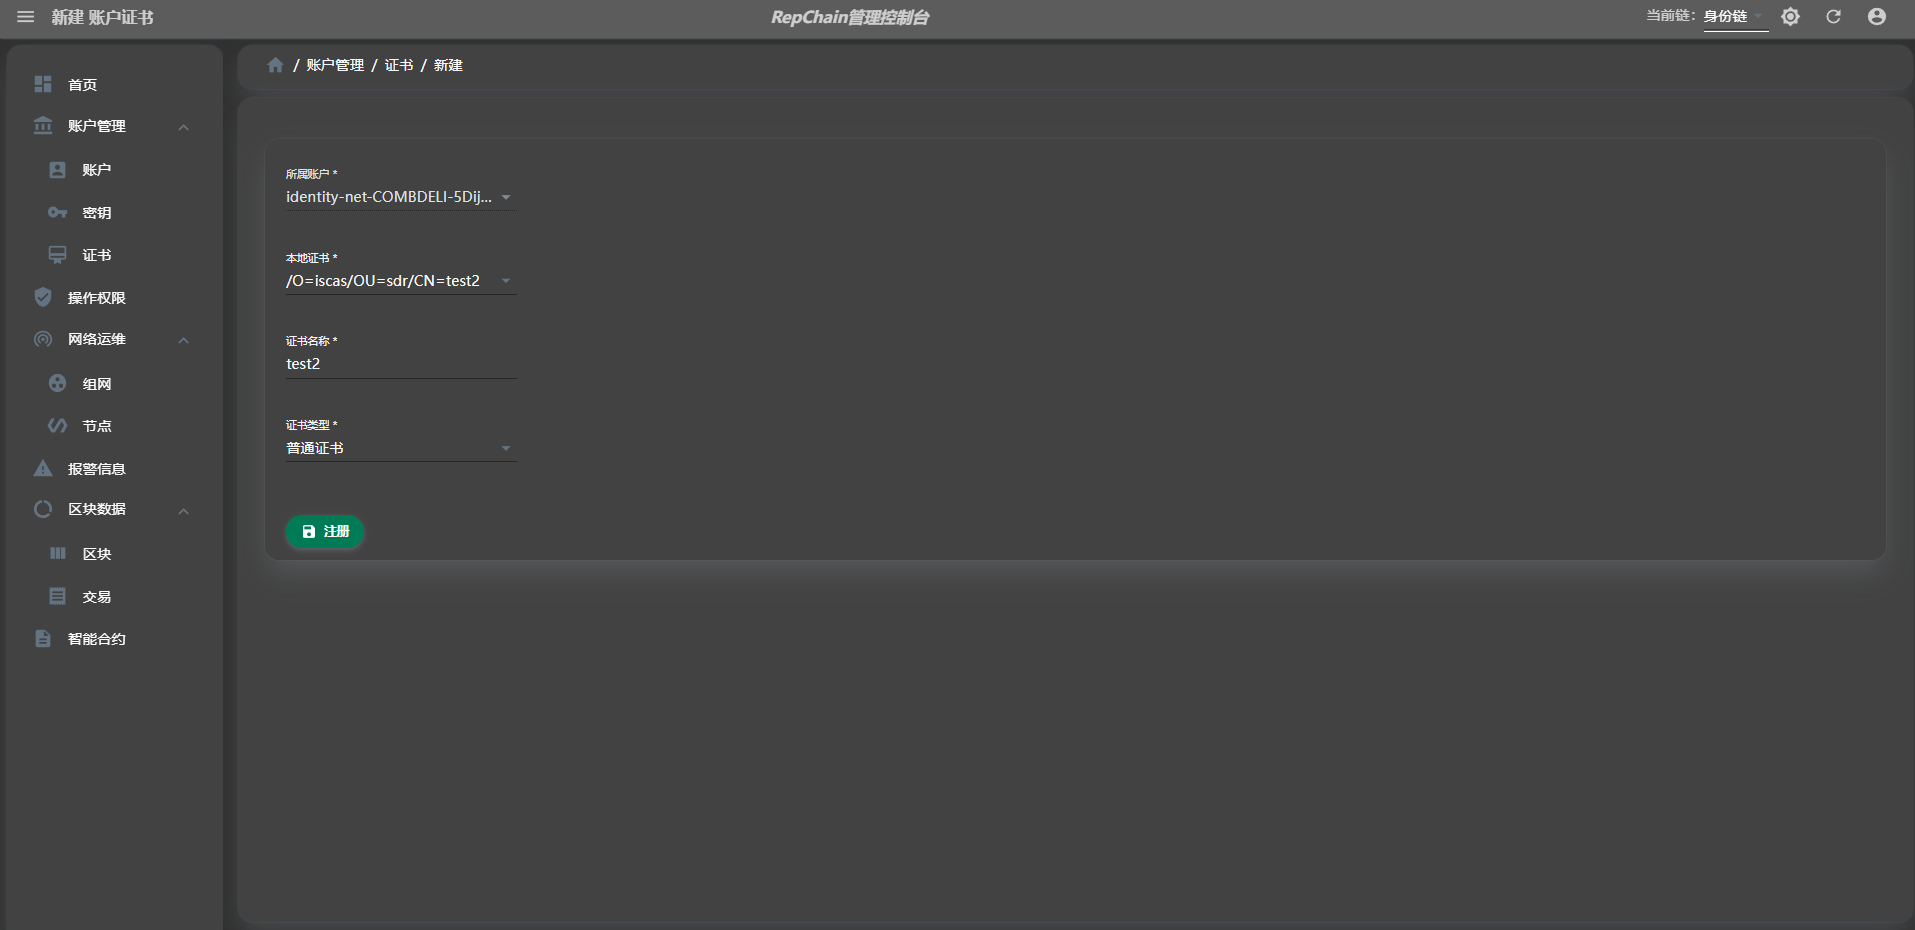 新建 账户证书
RepChain管理控制台
当前链：
身份链
首页
账户管理
账户
密钥
证书
操作权限
网络运维
组网
节点
报警信息
区块数据
区块
交易
智能合约
/ 账户管理 / 证书 / 新建
所属账户 *
identity-net-COMBDELI-5Dij...
本地证书 *
/O=iscas/OU=sdr/CN=test2
证书名称 *
test2
证书类型 *
普通证书
注册